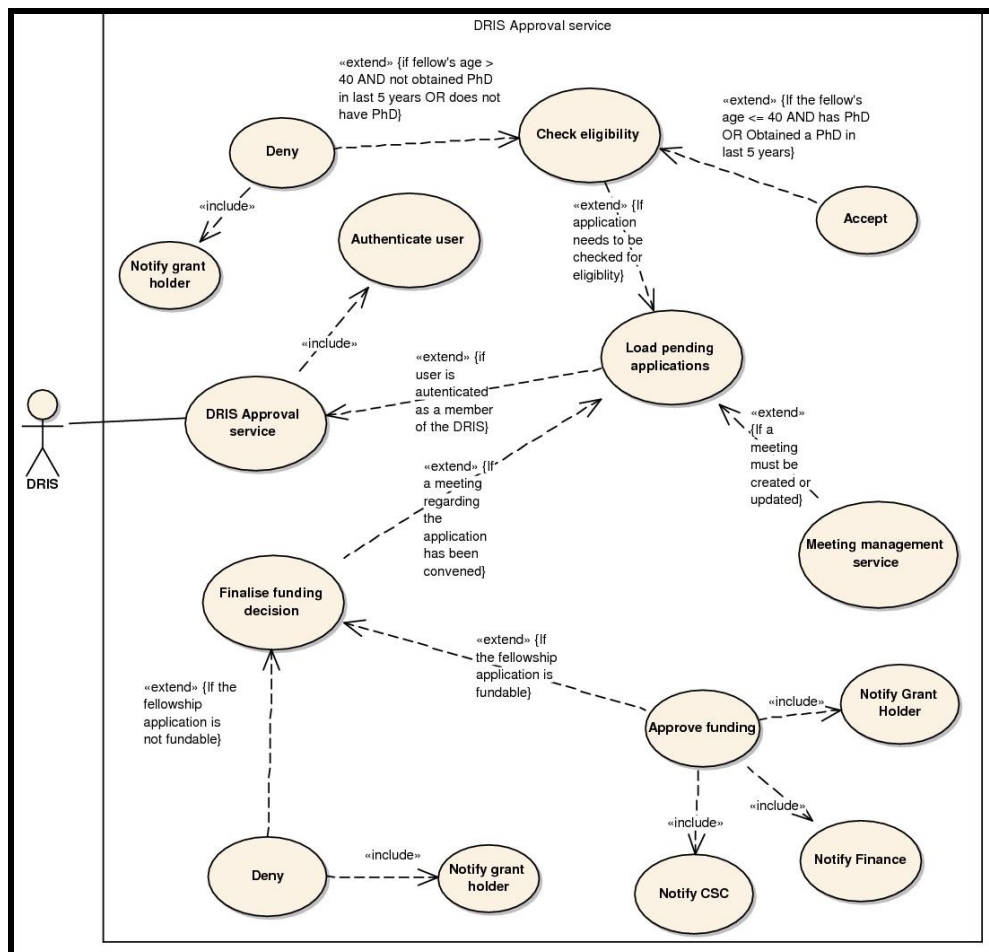 DRIS Approval service
«extend» {if fellow's age >
40 AND not obtained PhD
in last 5 years OR does not
have PhD}
Deny
Check eligibility
«extend» {If the fellow's
age <= 40 AND has PhD
OR Obtained a PhD in
last 5 years}
Accept
«include»
Notify grant
holder
Authenticate user
«extend» {If
application
needs to be
checked for
eligiblity}
«include»
Load pending
applications
«extend» {if
user is
autenticated
as a member
of the DRIS}
DRIS Approval
service
DRIS
«extend»
{If a
meeting
must be
created or
updated}
«extend» {If
a meeting
regarding
the
application
has been
convened}
Meeting management
service
Finalise funding
decision
«extend» {If
the fellowship
application is
fundable}
«extend» {If the
fellowship
application is
not fundable}
Approve funding
«include»
Notify Grant
Holder
«include»
«include»
Notify Finance
Notify CSC
Deny
«include»
Notify grant
holder